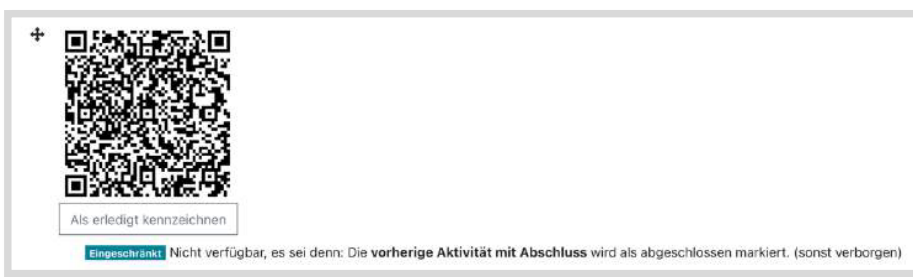 Als erledigt kennzeichnen
Eingeschränkt Nicht verfügbar, es sei denn: Die vorherige Aktivität mit Abschluss wird als abgeschlossen markiert. (sonst verborgen)